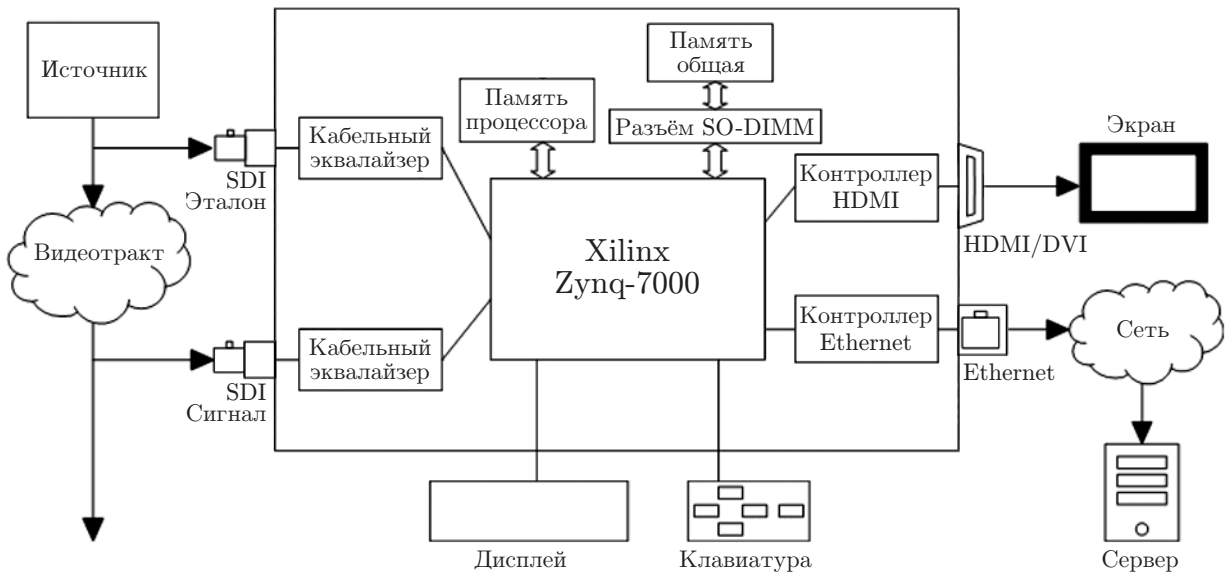 Источник
Память
общая
Память
процессора
Разъём SO-DIMM
Экран
Кабельный
эквалайзер
SDI
Эталон
Контроллер
HDMI
HDMI/DVI
Видеотракт
Xilinx
Zynq-7000
Кабельный
эквалайзер
SDI
Сигнал
Контроллер
Ethernet
Ethernet
Сеть
Дисплей
Клавиатура
Сервер